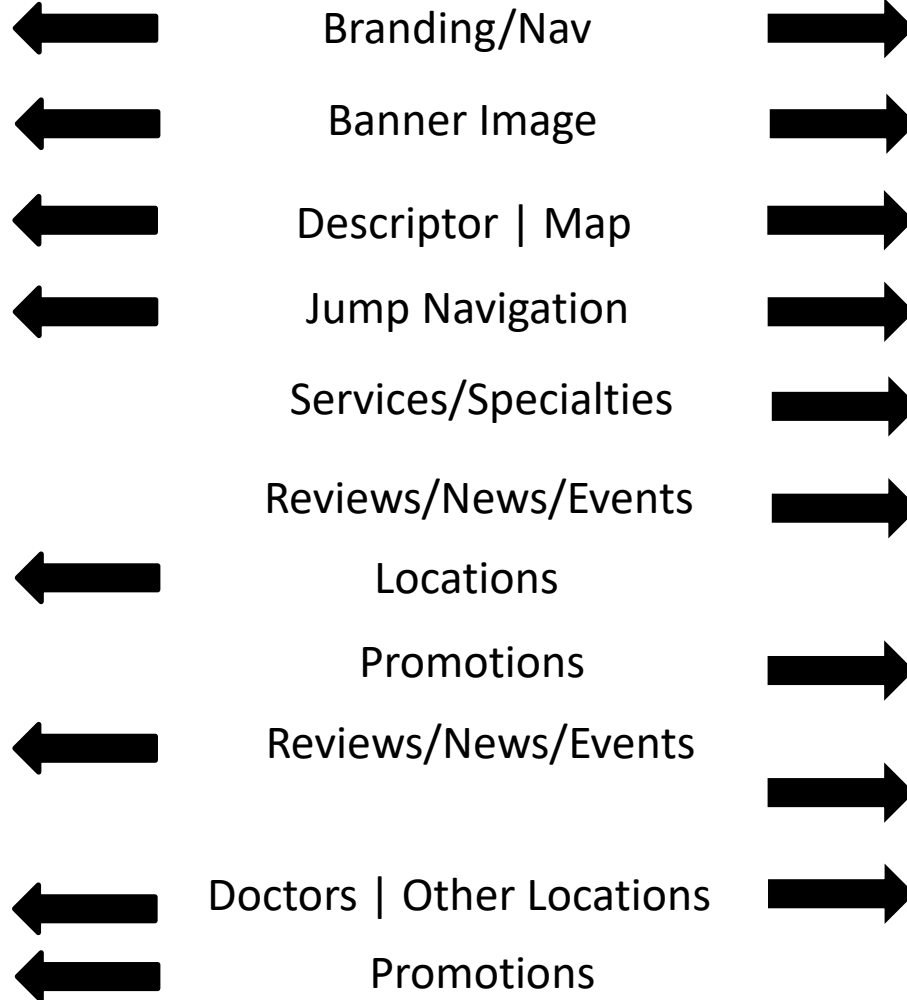 Branding/Nav
Banner Image
Descriptor | Map
Jump Navigation
Services/Specialties
Reviews/News/Events
Locations
Promotions
Reviews/News/Events
Doctors | Other Locations
Promotions